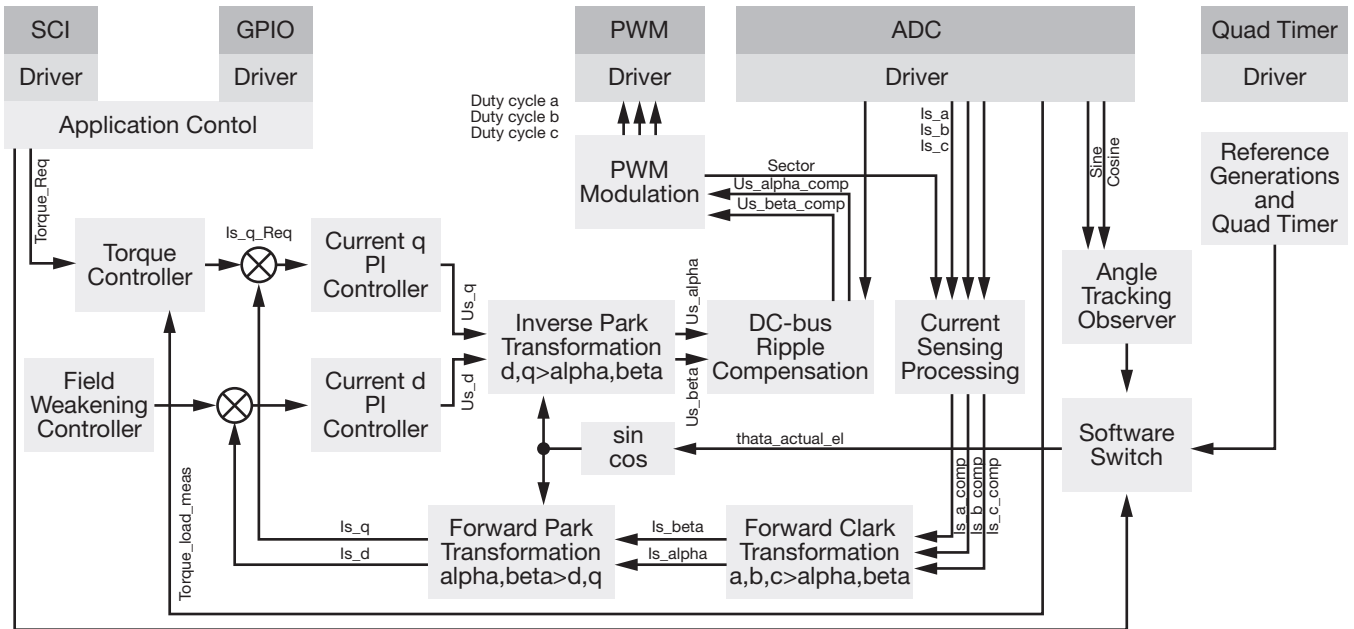 SCI
GPIO
PWM
ADC
Quad Timer
Driver
Driver
Driver
Driver
Driver
Application Contol
Duty cycle a
Duty cycle b
Duty cycle c
Is_a
Is_b
Is_c
Sine
Cosine
Torque_Req
PWM
Modulation
Sector
Us_alpha_comp
Us_beta_comp
Reference
Generations
and
Quad Timer
Torque
Controller
Is_q_Req
Current q
PI
Controller
Us_q
Us_alpha
Angle
Tracking
Observer
Inverse Park
Transformation
d,q>alpha,beta
DC-bus
Ripple
Compensation
Current
Sensing
Processing
Field
Weakening
Controller
Current d
PI
Controller
Us_d
Us_beta
sin
cos
thata_actual_el
Software
Switch
Torque_load_meas
Is_a_comp
Is_b_comp
Is_c_comp
Is_q
Is_d
Forward Park
Transformation
alpha,beta>d,q
Is_beta
Is_alpha
Forward Clark
Transformation
a,b,c>alpha,beta